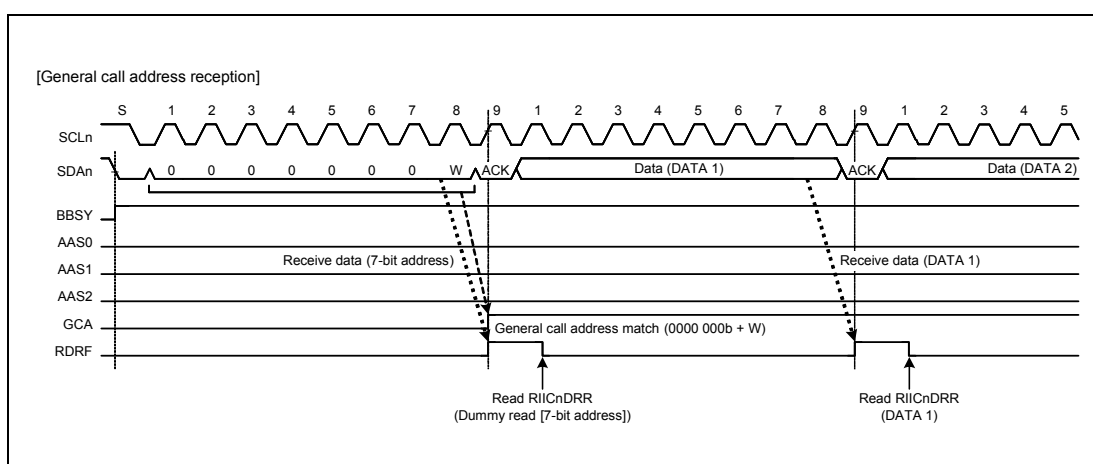 [General call address reception]
S 1 2 3 4 5 6 7 8 9 1 2 3 4 5 6 7 8 9 1 2 3 4 5
SCLn
SDAn 0 0 0 0 0 0 0 W ACK Data (DATA 1) ACK Data (DATA 2)
BBSY
AAS0
Receive data (7-bit address) Receive data (DATA 1)
AAS1
AAS2
GCA General call address match (0000 000b + W)
RDRF
Read RIICnDRR Read RIICnDRR
(Dummy read [7-bit address]) (DATA 1)